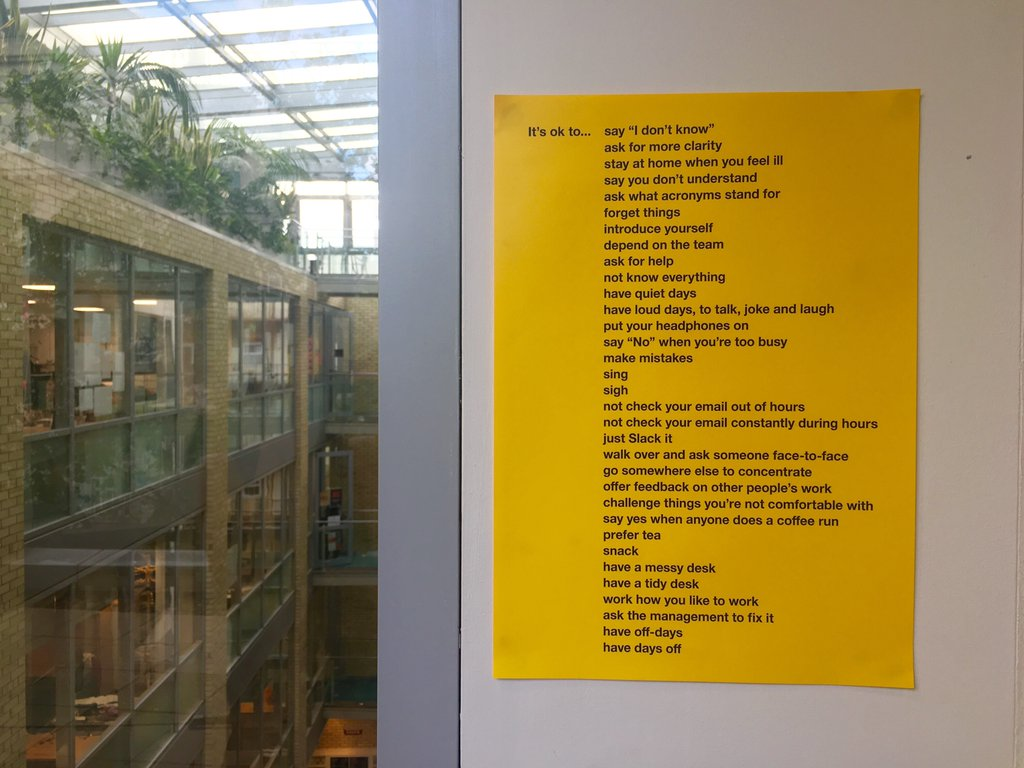 It's ok to... say “I don't know”
ask for more clarity
stay at home when you feel ill
say you don't understand
ask what acronyms stand for
forget things
introduce yourself
depend on the team
ask for help
not know everything
have quiet days
have loud days, to talk, joke and laugh
put your headphones on
say “No” when you're too busy
make mistakes
sing
sigh
not check your email out of hours
not check your email constantly during hours
just Slack it
walk over and ask someone face-to-face
go somewhere else to concentrate
offer feedback on other people's work
challenge things you're not comfortable with
say yes when anyone does a coffee run
prefer tea
snack
have a messy desk
have a tidy desk
work how you like to work
ask the management to fix it
have off-days
have days off